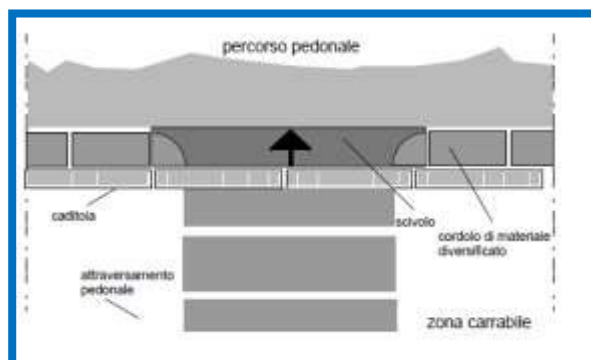 percorso pedonale
caditoia
scivolo
cordolo di materiale
diversificato
attraversamento
pedonale
zona carrabile